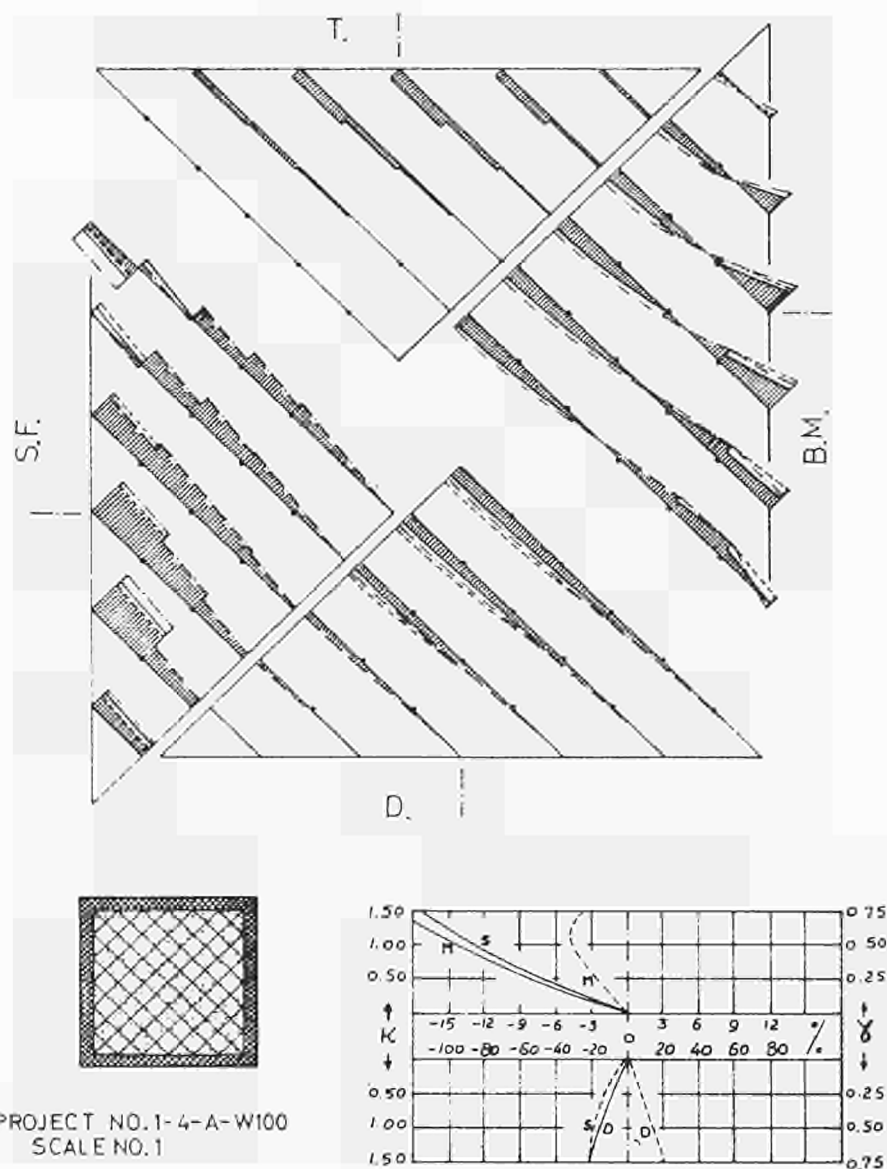 T.
S.F.
B.M.
D.
1.50 0.75
1.00 M S 0.50
0.50 M 0.25
K -15 -12 -9 -6 -3 0 3 6 9 12 % γ
-100 -80 -60 -40 -20 20 40 60 80
0.50 0.25
1.00 S D D 0.50
1.50 0.75
PROJECT NO.1-4-A-W100
SCALE NO.1